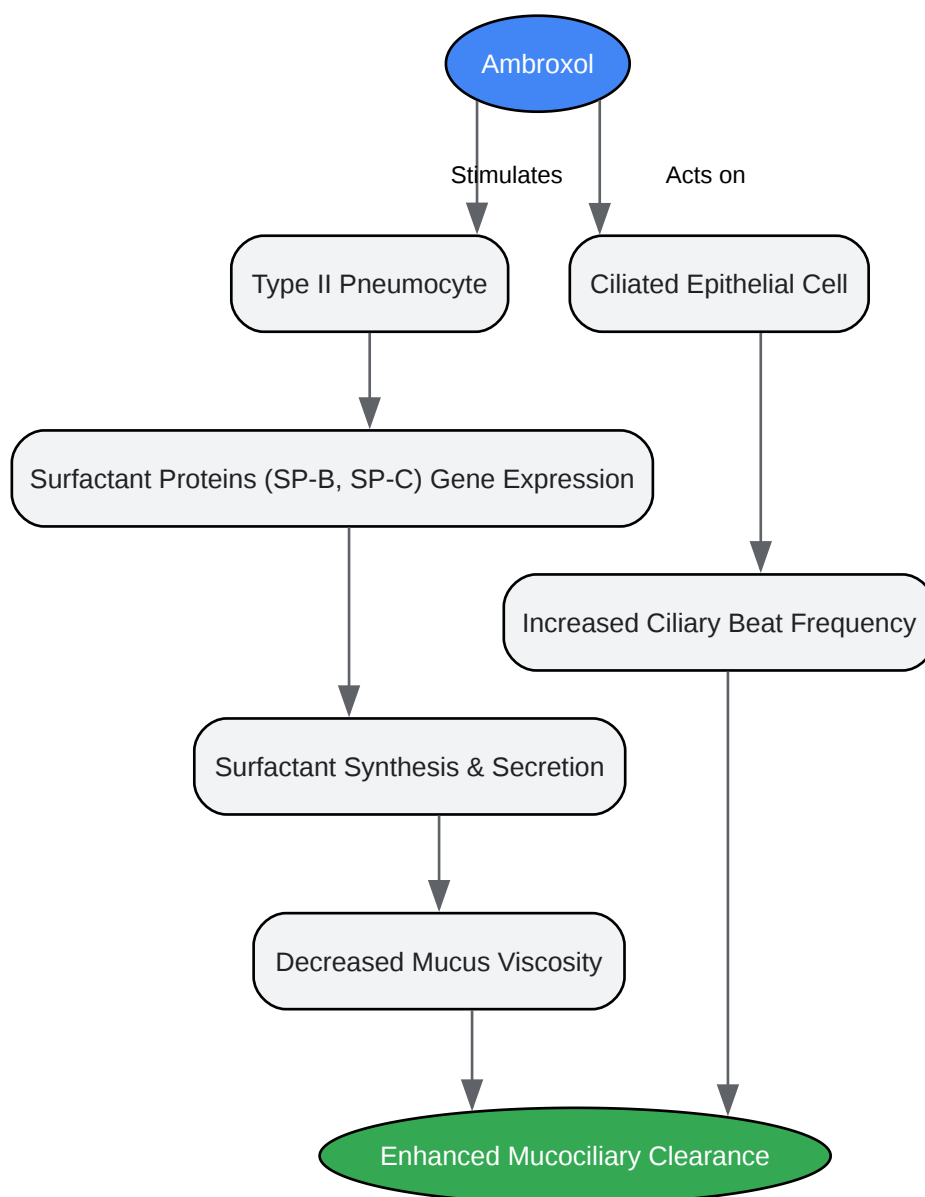 Ambroxol
Stimulates
Acts on
Type II Pneumocyte
Ciliated Epithelial Cell
Surfactant Proteins (SP-B, SP-C) Gene Expression
Increased Ciliary Beat Frequency
Surfactant Synthesis & Secretion
Decreased Mucus Viscosity
Enhanced Mucociliary Clearance